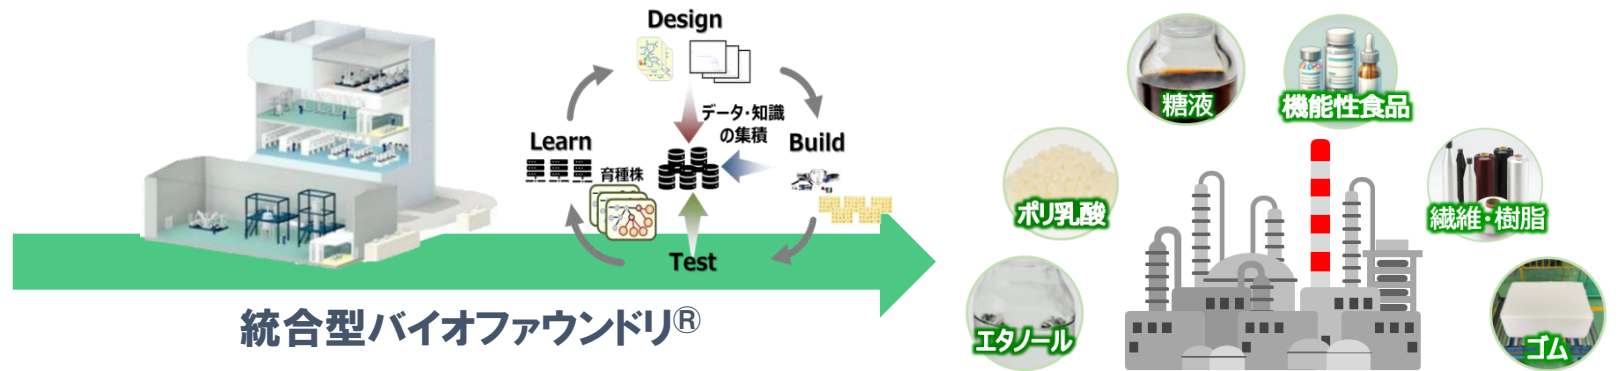 Design
データ・知識
の集積
Learn
Build
育種株
Test
統合型バイオファウンドリ®
糖液
機能性食品
ポリ乳酸
繊維・樹脂
エタノール
ゴム